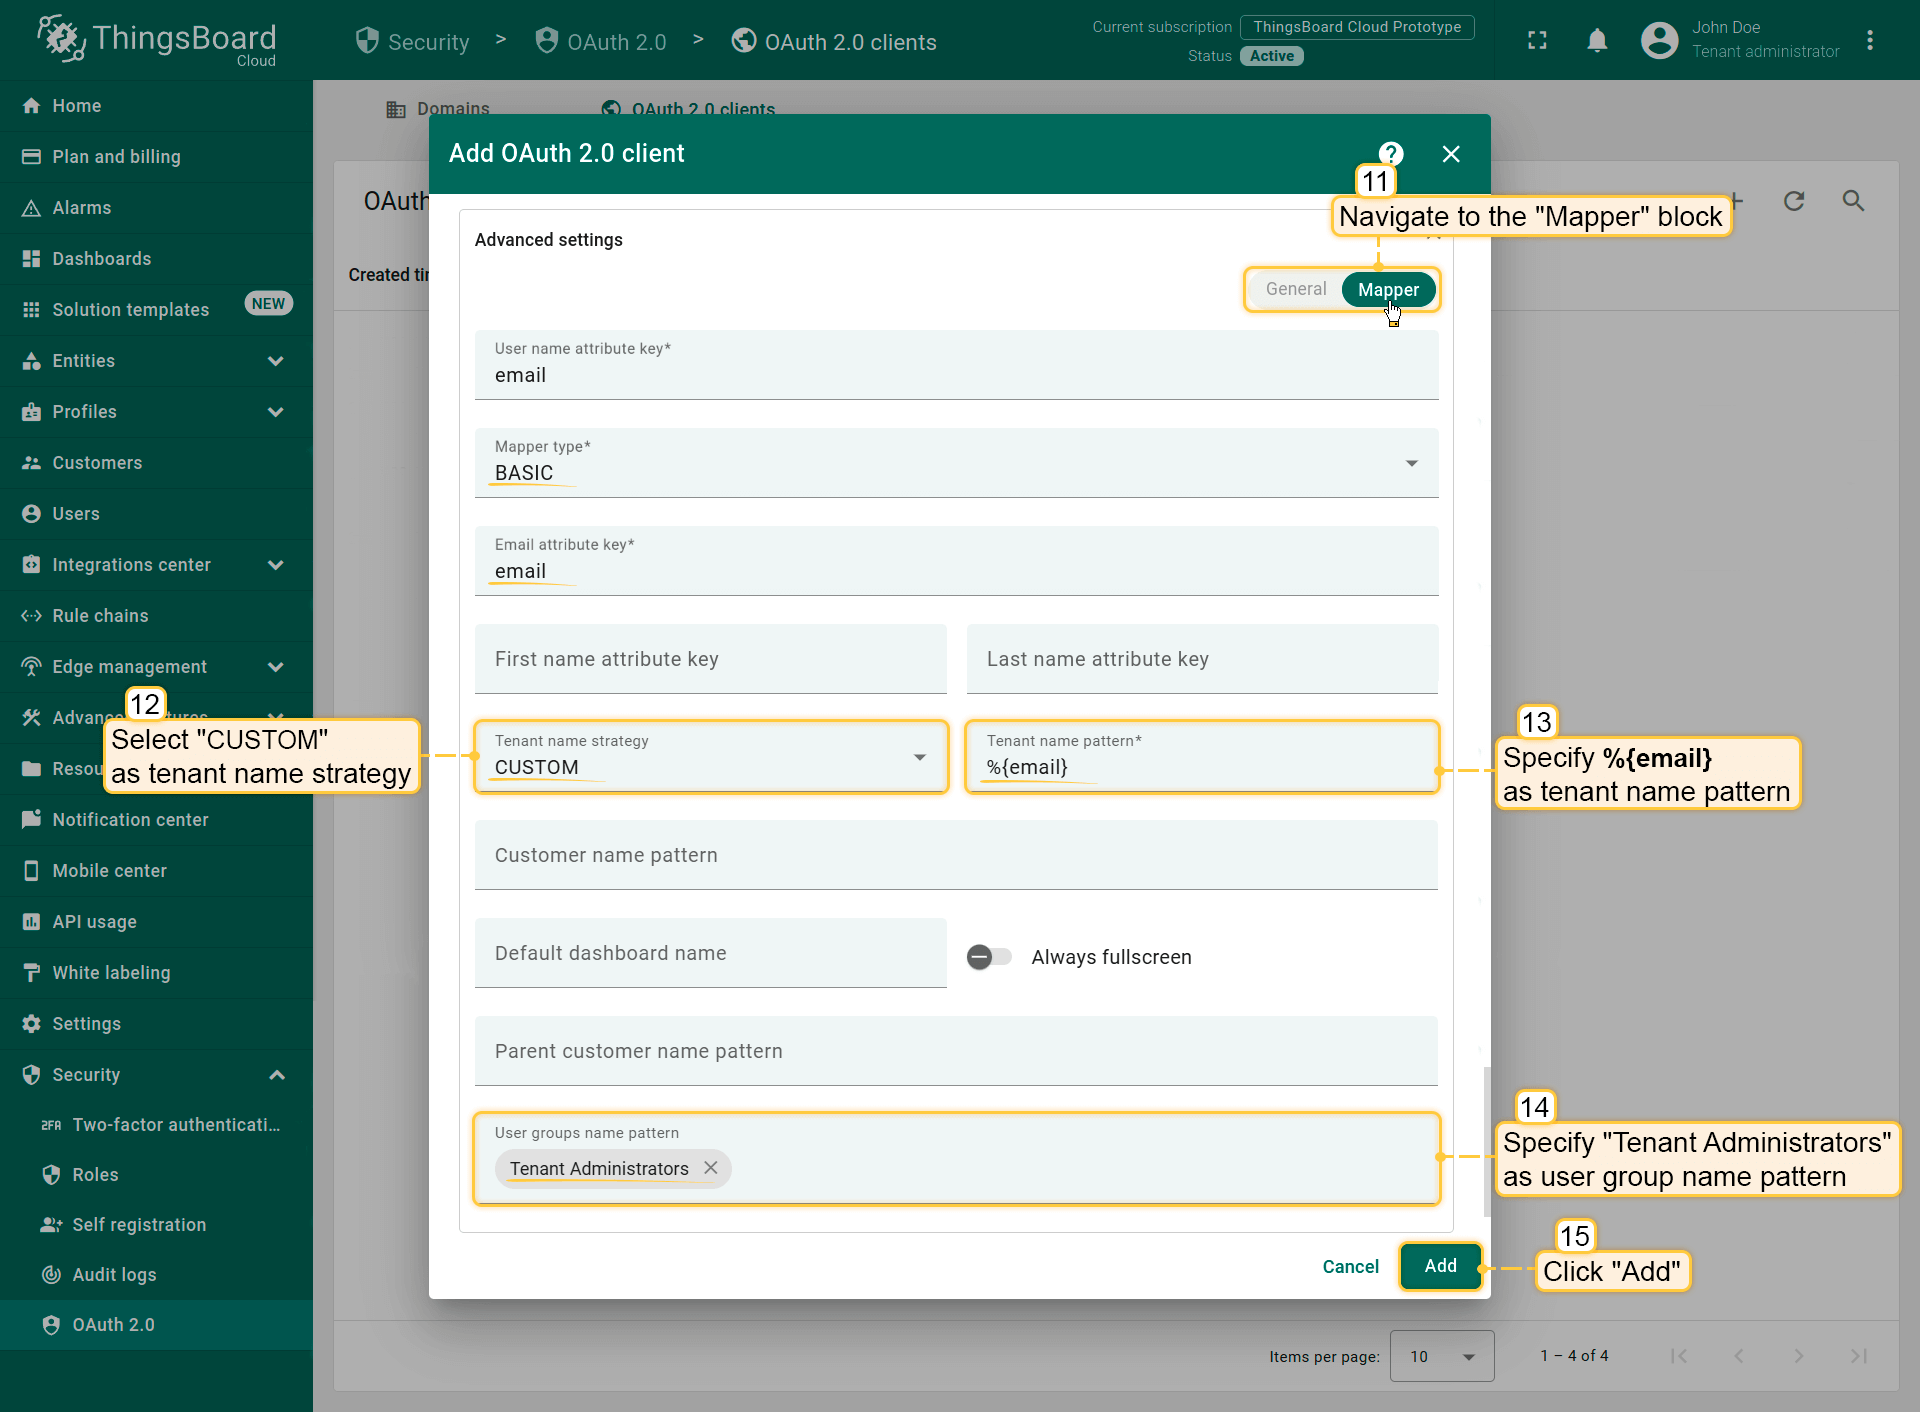 ThingsBoard
Cloud
Security > OAuth 2.0 > OAuth 2.0 clients
Current subscription ThingsBoard Cloud Prototype
Status Active
John Doe
Tenant administrator
Home
Plan and billing
Alarms
Dashboards
Solution templates NEW
Entities
Profiles
Customers
Users
Integrations center
Rule chains
Edge management
Notification center
Mobile center
API usage
White labeling
Settings
Security
2FA Two-factor authenticati...
Roles
Self registration
Audit logs
OAuth 2.0
Domains
OAuth 2.0 clients
OAuth
Created
Add OAuth 2.0 client
?
11
Navigate to the "Mapper" block
Advanced settings
General Mapper
User name attribute key*
email
Mapper type*
BASIC
Email attribute key*
email
First name attribute key
Last name attribute key
12
Select "CUSTOM"
as tenant name strategy
Tenant name strategy
CUSTOM
Tenant name pattern*
%{email}
13
Specify %{email}
as tenant name pattern
Customer name pattern
Default dashboard name
Always fullscreen
Parent customer name pattern
User groups name pattern
Tenant Administrators
14
Specify "Tenant Administrators"
as user group name pattern
Cancel
Add
15
Click "Add"
Items per page: 10
1 – 4 of 4